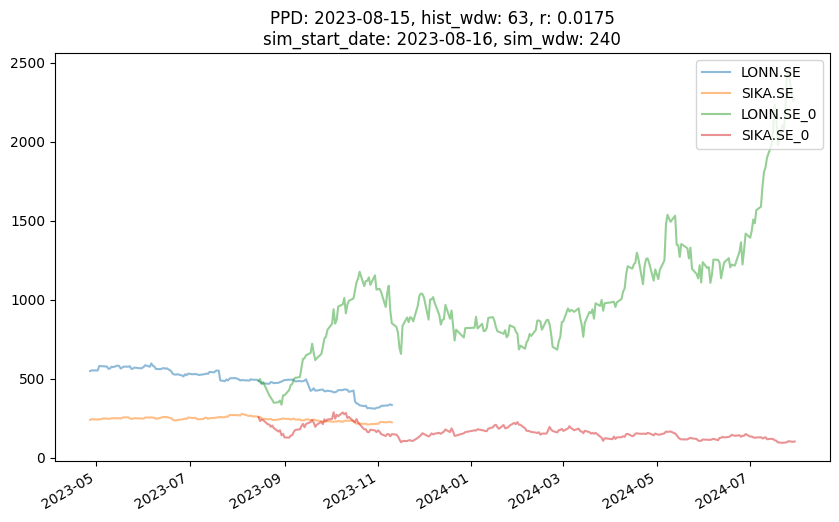 PPD: 2023-08-15, hist_wdw: 63, r: 0.0175
sim_start_date: 2023-08-16, sim_wdw: 240
2500
2000
1500
1000
500
0
LONN.SE
SIKA.SE
LONN.SE_0
SIKA.SE_0
2023-05
2023-07
2023-09
2023-11
2024-01
2024-03
2024-05
2024-07